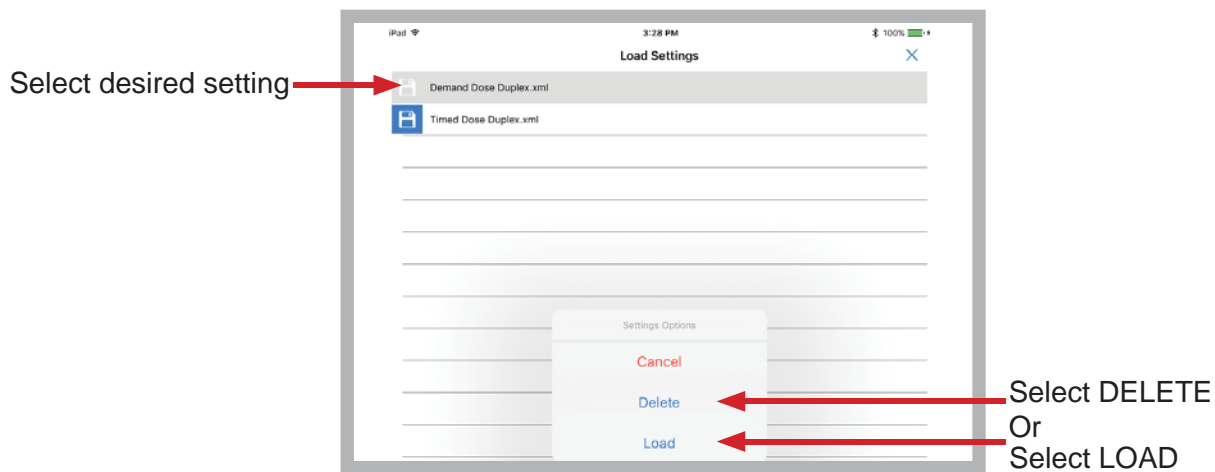 iPad 3:28 PM 100%
Load Settings
Select desired setting
Demand Dose Duplex.xml
Timed Dose Duplex.xml
Settings Options
Cancel
Delete
Load
Select DELETE
Or
Select LOAD